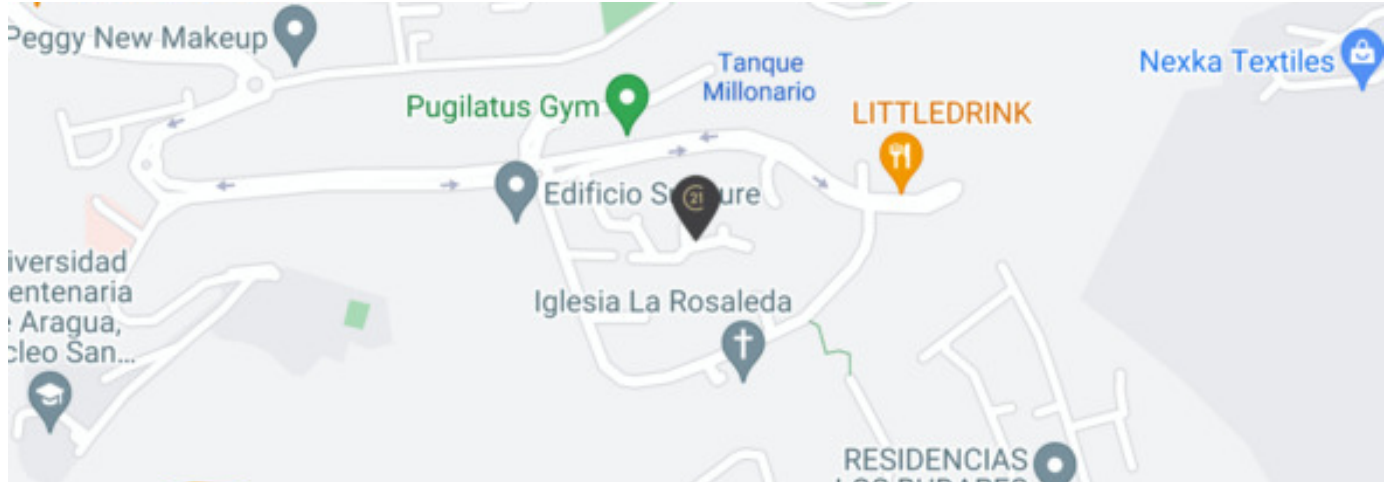 Peggy New Makeup
Tanque
Millonario
Nexka Textiles
Pugilatus Gym
LITTLEDRINK
Edificio
21
iversidad
entenaria
Aragua,
cleo San...
Iglesia La Rosaleda
RESIDENCIAS